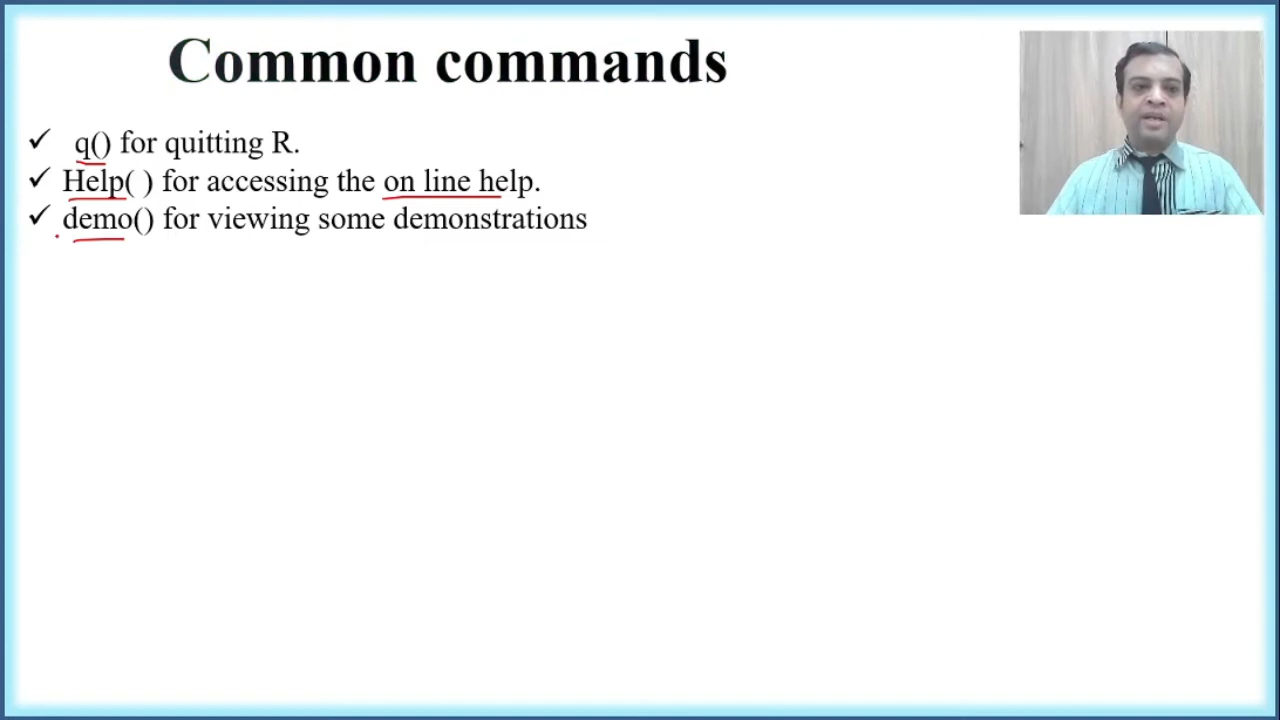 Common commands
✓ q() for quitting R.
✓ Help( ) for accessing the on line help.
✓ demo() for viewing some demonstrations